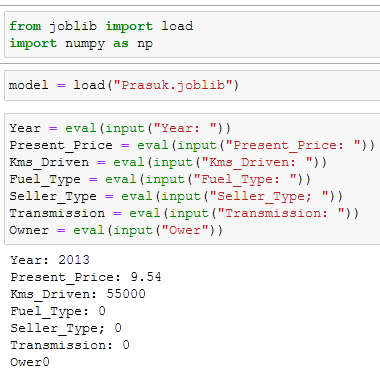 from joblib import load
import numpy as np
model = load("Prasuk.joblib")
Year = eval(input("Year: "))
Present_Price = eval(input("Present_Price: "))
Kms_Driven = eval(input("Kms_Driven: "))
Fuel_Type = eval(input("Fuel_Type: "))
Seller_Type = eval(input("Seller_Type; "))
Transmission = eval(input("Transmission: "))
Owner = eval(input("Ower"))
Year: 2013
Present_Price: 9.54
Kms_Driven: 55000
Fuel_Type: 0
Seller_Type; 0
Transmission: 0
Ower0